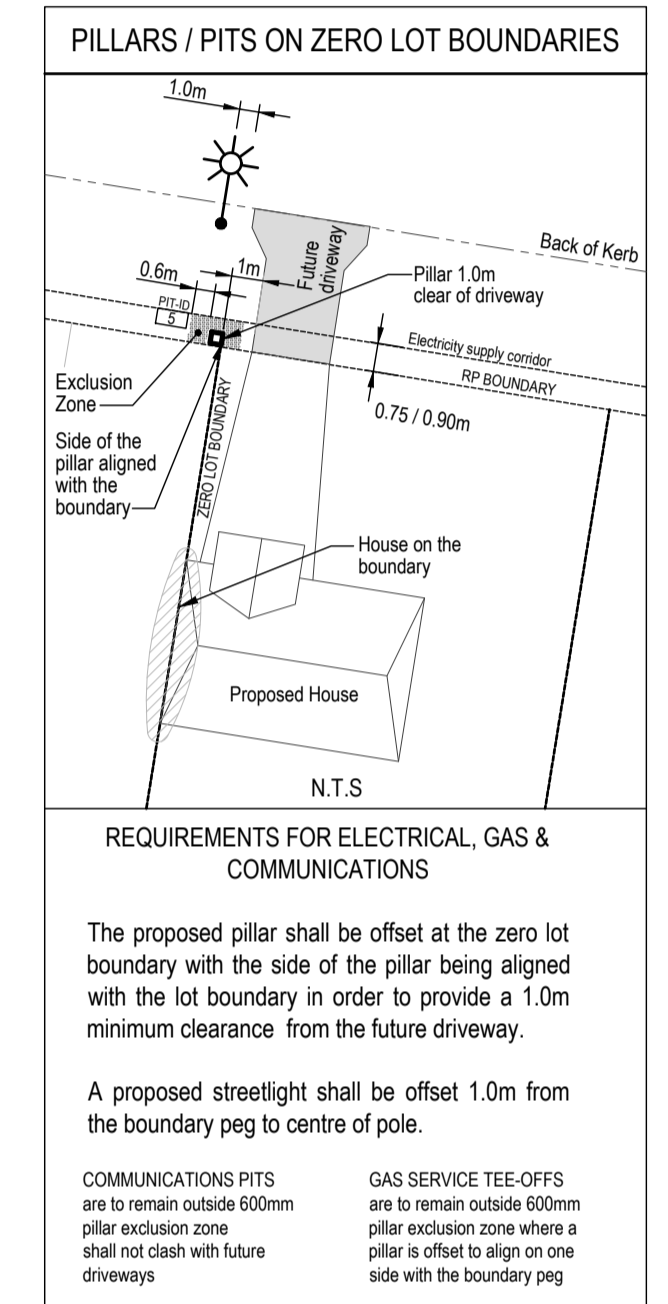 PILLARS / PITS ON ZERO LOT BOUNDARIES
1.0m
Back of Kerb
Future
driveway
0.6m
1m
Pillar 1.0m
clear of driveway
PIT-ID
5
Electricity supply corridor
RP BOUNDARY
0.75 / 0.90m
Exclusion
Zone
Side of the
pillar aligned
with the
boundary
ZERO LOT BOUNDARY
House on the
boundary
Proposed House
N.T.S
REQUIREMENTS FOR ELECTRICAL, GAS &
COMMUNICATIONS
The proposed pillar shall be offset at the zero lot
boundary with the side of the pillar being aligned
with the lot boundary in order to provide a 1.0m
minimum clearance from the future driveway.
A proposed streetlight shall be offset 1.0m from
the boundary peg to centre of pole.
COMMUNICATIONS PITS
are to remain outside 600mm
pillar exclusion zone
shall not clash with future
driveways
GAS SERVICE TEE-OFFS
are to remain outside 600mm
pillar exclusion zone where a
pillar is offset to align on one
side with the boundary peg